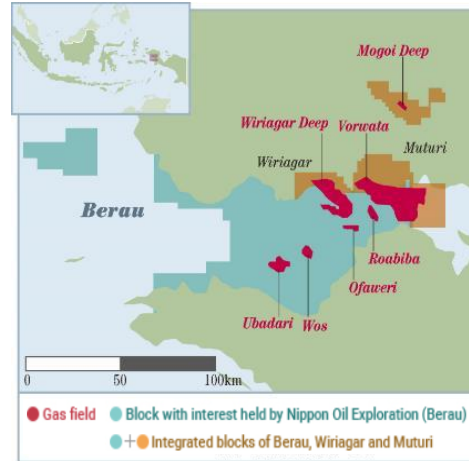 Mogoi Deep
Wiriagar Deep Vorwata
Wiriagar Muturi
Berau
Roabiba
Ofaweri
Ubadari Wos
0 50 100km
Gas field Block with interest held by Nippon Oil Exploration (Berau)
+ Integrated blocks of Berau, Wiriagar and Muturi